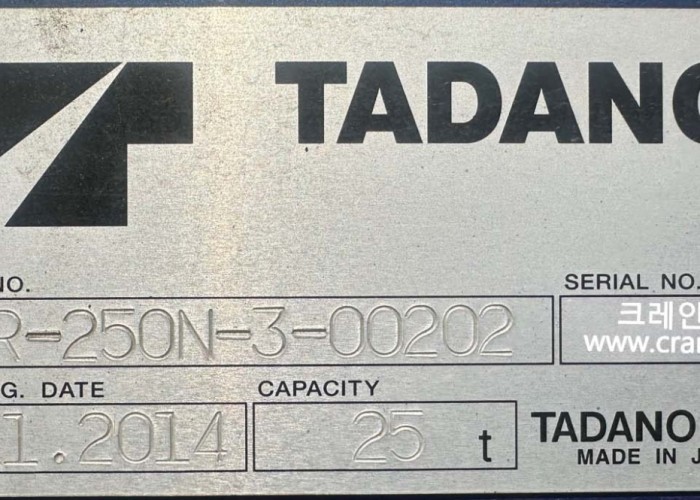 TADANO
NO.
SERIAL NO.
R-250N-3-00202
크레인
www.cran
G. DATE
CAPACITY
1.2014
25 t
TADANO
MADE IN J